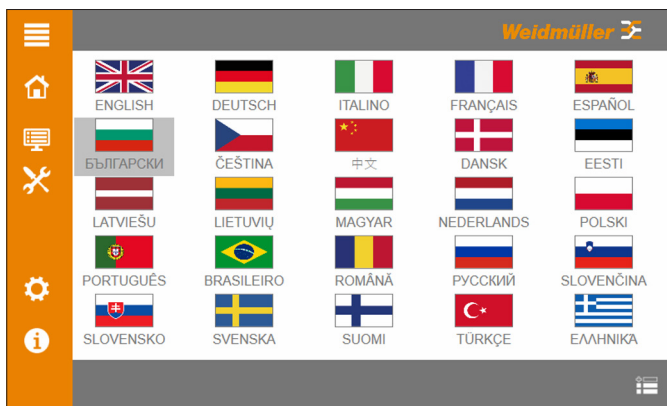 Weidmüller
ENGLISH DEUTSCH ITALINO FRANÇAIS ESPAÑOL
БЪЛГАРСКИ ČEŠTINA 中文 DANSK EESTI
LATVIEŠU LIETUVIŲ MAGYAR NEDERLANDS POLSKI
PORTUGUÊS BRASILEIRO ROMÂNĂ РУССКИЙ SLOVENČINA
SLOVENSKO SVENSKA SUOMI TÜRKÇE ΕΛΛΗΝΙΚΆ